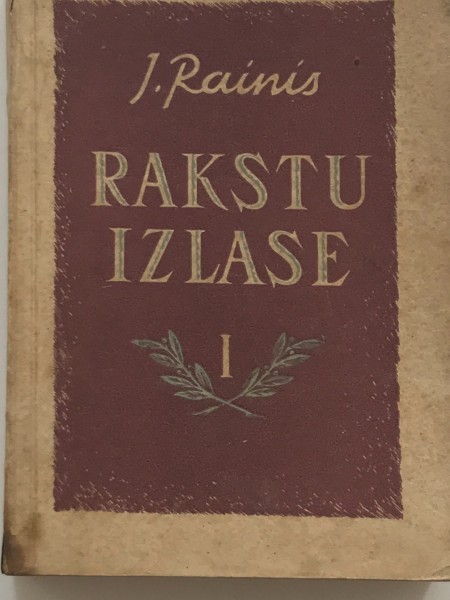 J. Rainis
RAKSTU
IZLASE
I